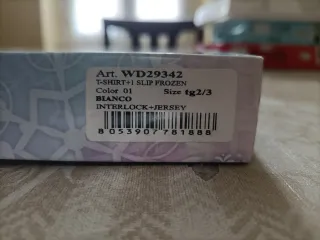 Art. WD29342
T-SHIRT+1 SLIP FROZEN
Color 01 Size tg2/3
BIANCO
INTERLOCK+JERSEY
8053907781888